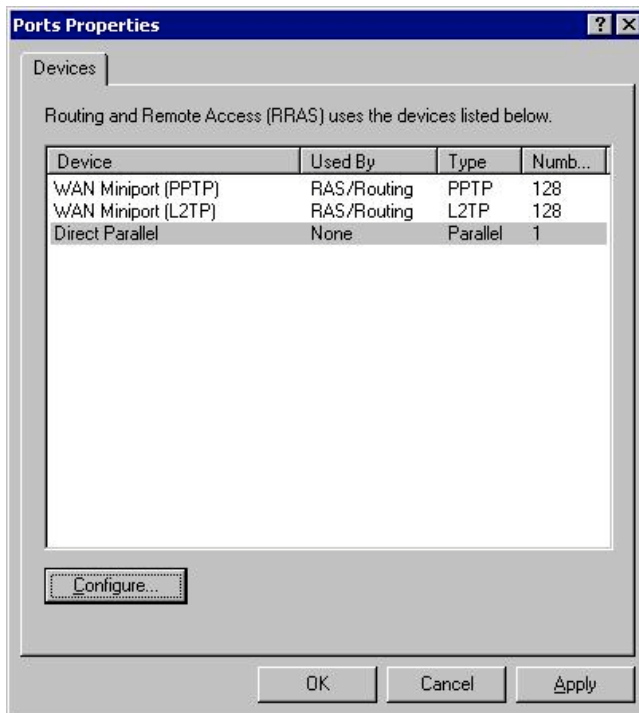 Ports Properties
Devices
Routing and Remote Access (RRAS) uses the devices listed below.
Device Used By Type Numb...
WAN Miniport (PPTP) RAS/Routing PPTP 128
WAN Miniport (L2TP) RAS/Routing L2TP 128
Direct Parallel None Parallel 1
Configure...
OK Cancel Apply